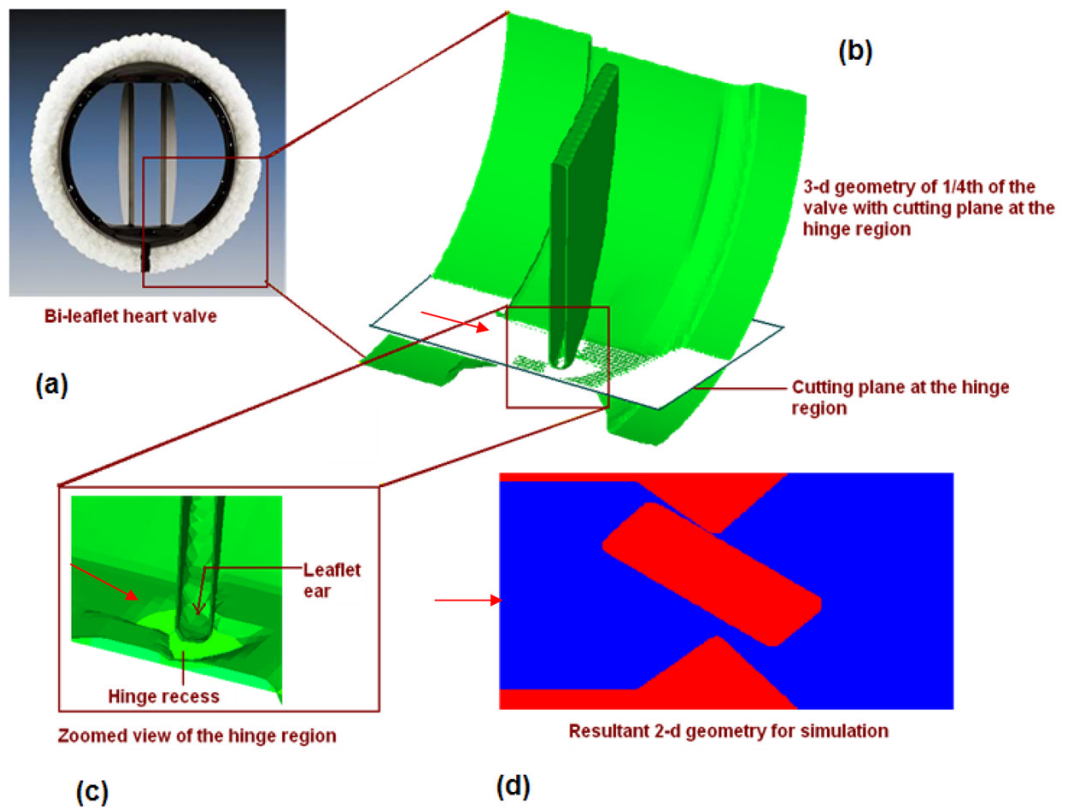 (b)
3-d geometry of 1/4th of the
valve with cutting plane at the
hinge region
Bi-leaflet heart valve
(a)
Cutting plane at the hinge
region
Leaflet
ear
Hinge recess
Zoomed view of the hinge region
Resultant 2-d geometry for simulation
(c)
(d)